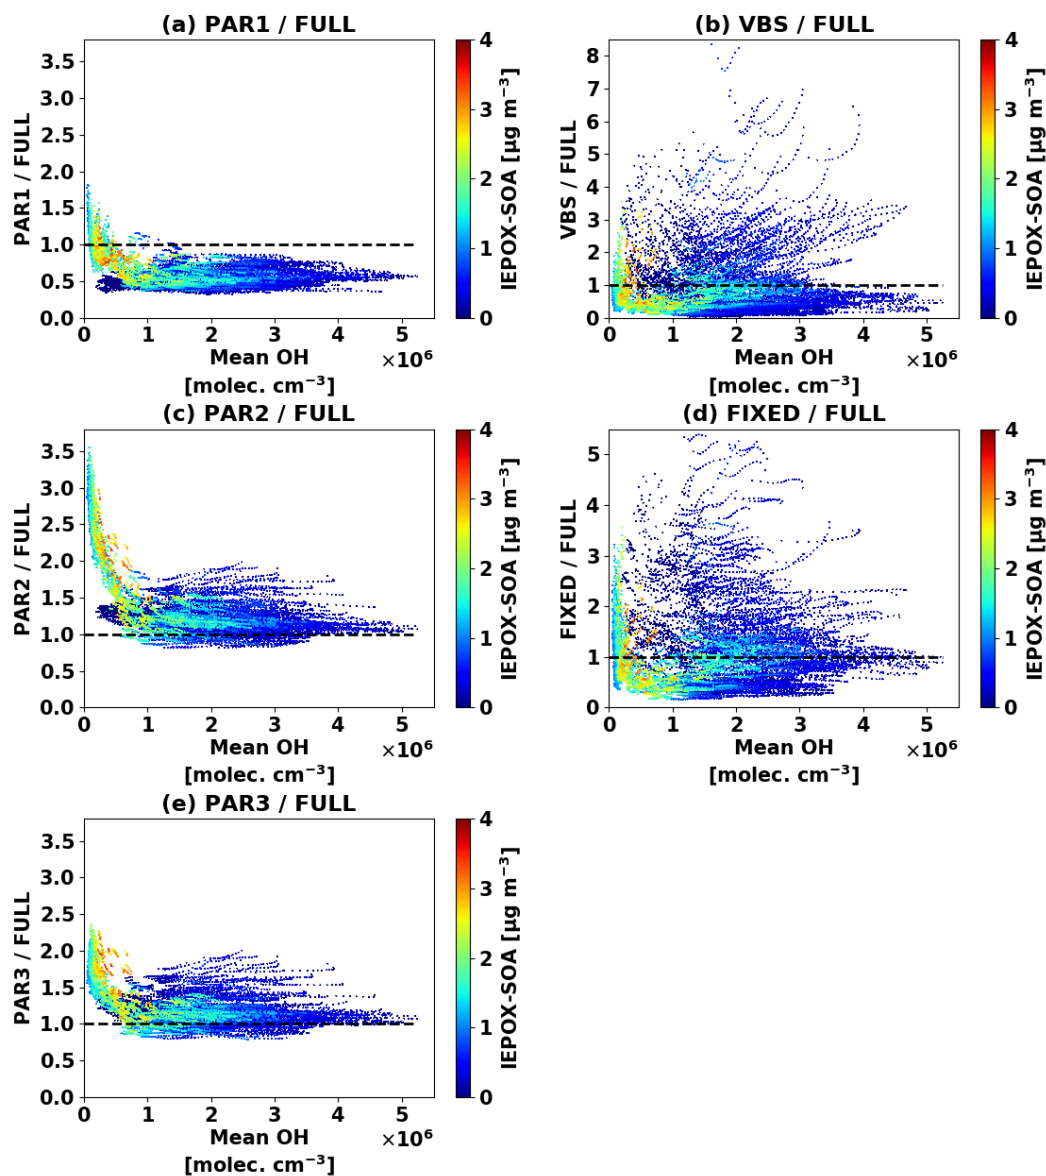 (a) PAR1 / FULL
PAR1 / FULL
3.5
3.0
2.5
2.0
1.5
1.0
0.5
0.0
0 1 2 3 4 5
×10⁶
Mean OH
[molec. cm⁻³]
4
3
2
1
0
IEPOX-SOA [µg m⁻³]
(b) VBS / FULL
VBS / FULL
8
7
6
5
4
3
2
1
0
0 1 2 3 4 5
×10⁶
Mean OH
[molec. cm⁻³]
4
3
2
1
0
IEPOX-SOA [µg m⁻³]
(c) PAR2 / FULL
PAR2 / FULL
3.5
3.0
2.5
2.0
1.5
1.0
0.5
0.0
0 1 2 3 4 5
×10⁶
Mean OH
[molec. cm⁻³]
4
3
2
1
0
IEPOX-SOA [µg m⁻³]
(d) FIXED / FULL
FIXED / FULL
5
4
3
2
1
0
0 1 2 3 4 5
×10⁶
Mean OH
[molec. cm⁻³]
4
3
2
1
0
IEPOX-SOA [µg m⁻³]
(e) PAR3 / FULL
PAR3 / FULL
3.5
3.0
2.5
2.0
1.5
1.0
0.5
0.0
0 1 2 3 4 5
×10⁶
Mean OH
[molec. cm⁻³]
4
3
2
1
0
IEPOX-SOA [µg m⁻³]